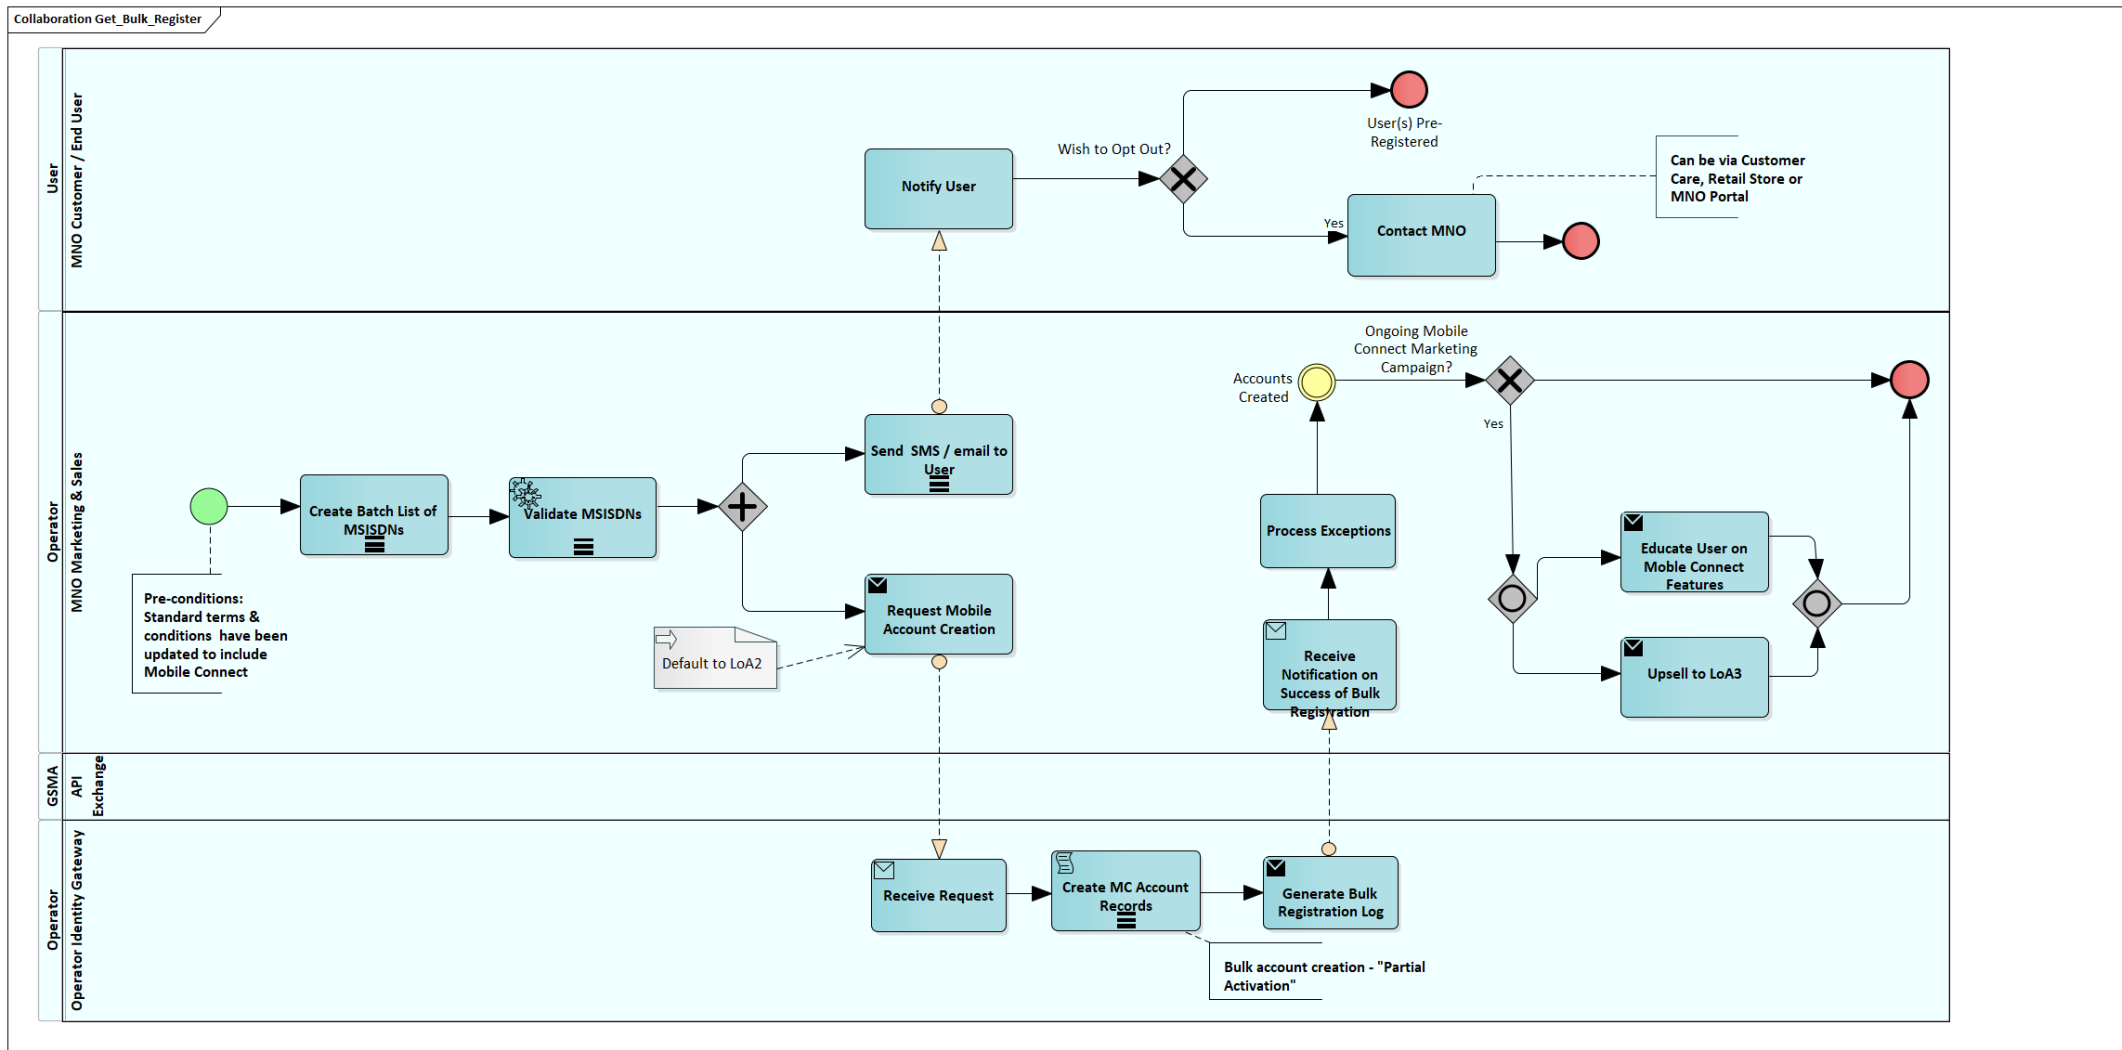 Collaboration Get_Bulk_Register
User
MNO Customer / End User
Notify User
Wish to Opt Out?
User(s) Pre-
Registered
Yes
Contact MNO
Can be via Customer
Care, Retail Store or
MNO Portal
Operator
MNO Marketing & Sales
Pre-conditions:
Standard terms &
conditions have been
updated to include
Mobile Connect
Create Batch List of
MSISDNs
Validate MSISDNs
Send SMS / email to
User
Request Mobile
Account Creation
Default to LoA2
Accounts
Created
Ongoing Mobile
Connect Marketing
Campaign?
Yes
Process Exceptions
Receive
Notification on
Success of Bulk
Registration
Educate User on
Moble Connect
Features
Upsell to LoA3
GSMA
API
Exchange
Operator
Operator Identity Gateway
Receive Request
Create MC Account
Records
Generate Bulk
Registration Log
Bulk account creation - "Partial
Activation"